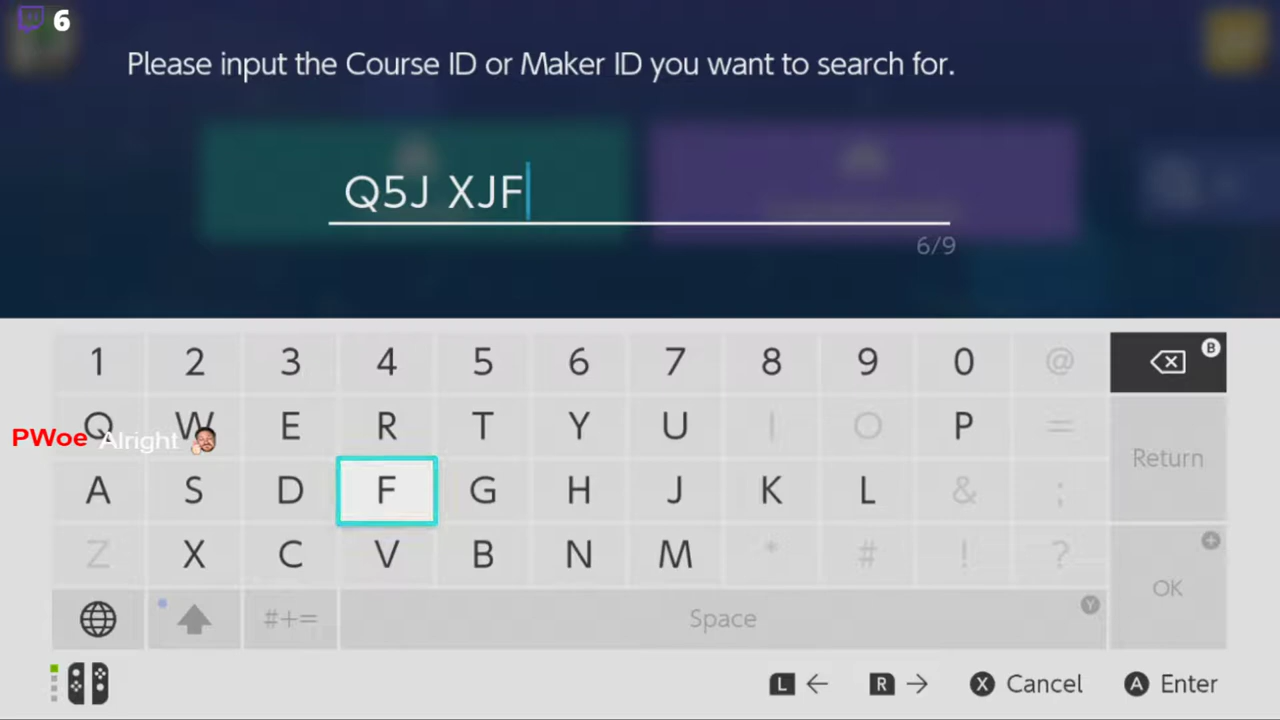 6
Please input the Course ID or Maker ID you want to search for.
Q5J XJF
6/9
1 2 3 4 5 6 7 8 9 0 @ B
Q W E R T Y U I O P =
PWoe Alright
Return
A S D F G H J K L & ;
Z X C V B N M * # ! ? +
OK
#+= Space Y
L ← R → X Cancel A Enter